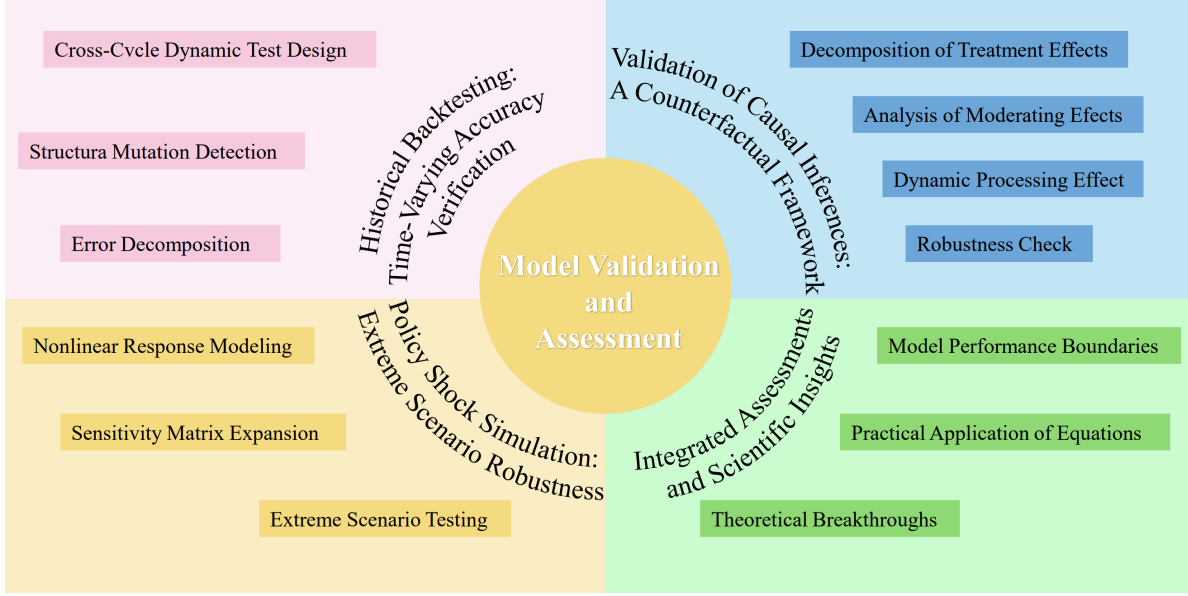 Cross-Cvcle Dynamic Test Design
Structura Mutation Detection
Error Decomposition
Historical Backtesting:
Time-Varying Accuracy
Verification
Validation of Causal Inferences:
A Counterfactual Framework
Decomposition of Treatment Effects
Analysis of Moderating Efects
Dynamic Processing Effect
Robustness Check
Model Validation
and
Assessment
Nonlinear Response Modeling
Sensitivity Matrix Expansion
Extreme Scenario Testing
Policy Shock Simulation:
Extreme Scenario Robustness
Integrated Assessments
and Scientific Insights
Model Performance Boundaries
Practical Application of Equations
Theoretical Breakthroughs